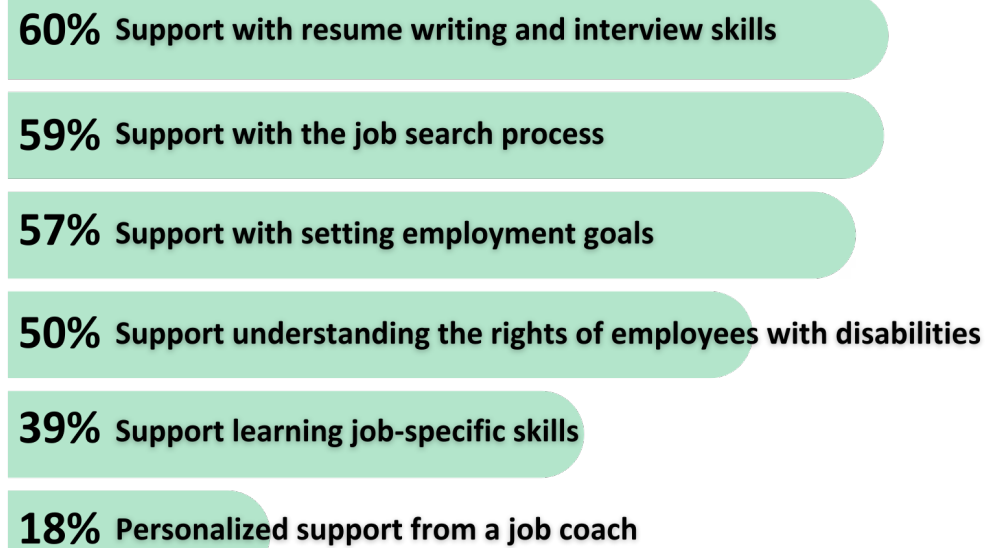 60% Support with resume writing and interview skills
59% Support with the job search process
57% Support with setting employment goals
50% Support understanding the rights of employees with disabilities
39% Support learning job-specific skills
18% Personalized support from a job coach